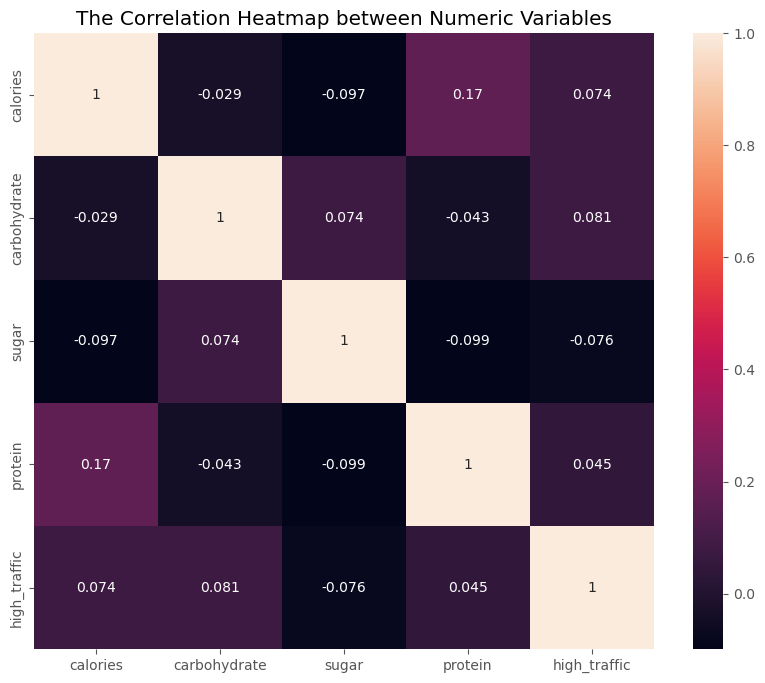 The Correlation Heatmap between Numeric Variables
calories
1
-0.029
-0.097
0.17
0.074
carbohydrate
-0.029
1
0.074
-0.043
0.081
sugar
-0.097
0.074
1
-0.099
-0.076
protein
0.17
-0.043
-0.099
1
0.045
high_traffic
0.074
0.081
-0.076
0.045
1
calories
carbohydrate
sugar
protein
high_traffic
1.0
0.8
0.6
0.4
0.2
0.0